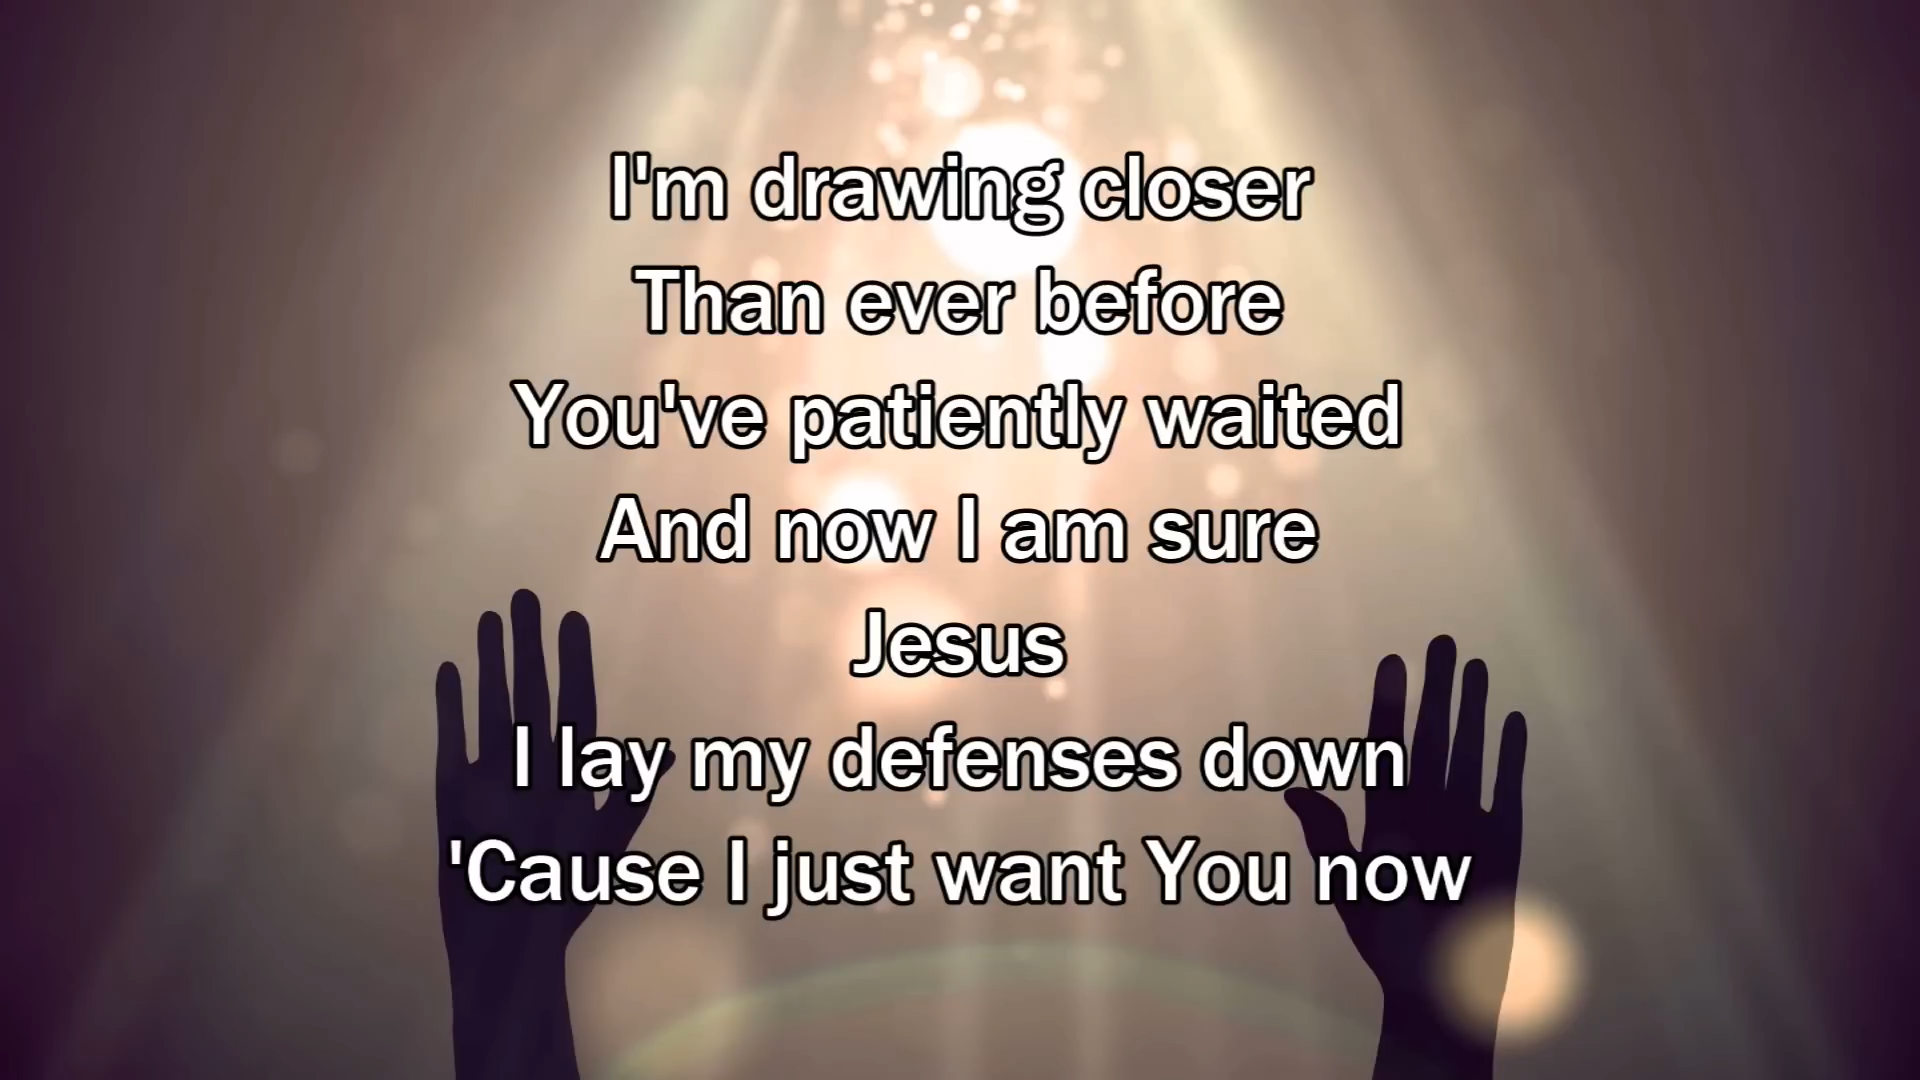 I'm drawing closer
Than ever before
You've patiently waited
And now I am sure
Jesus
I lay my defenses down
'Cause I just want You now